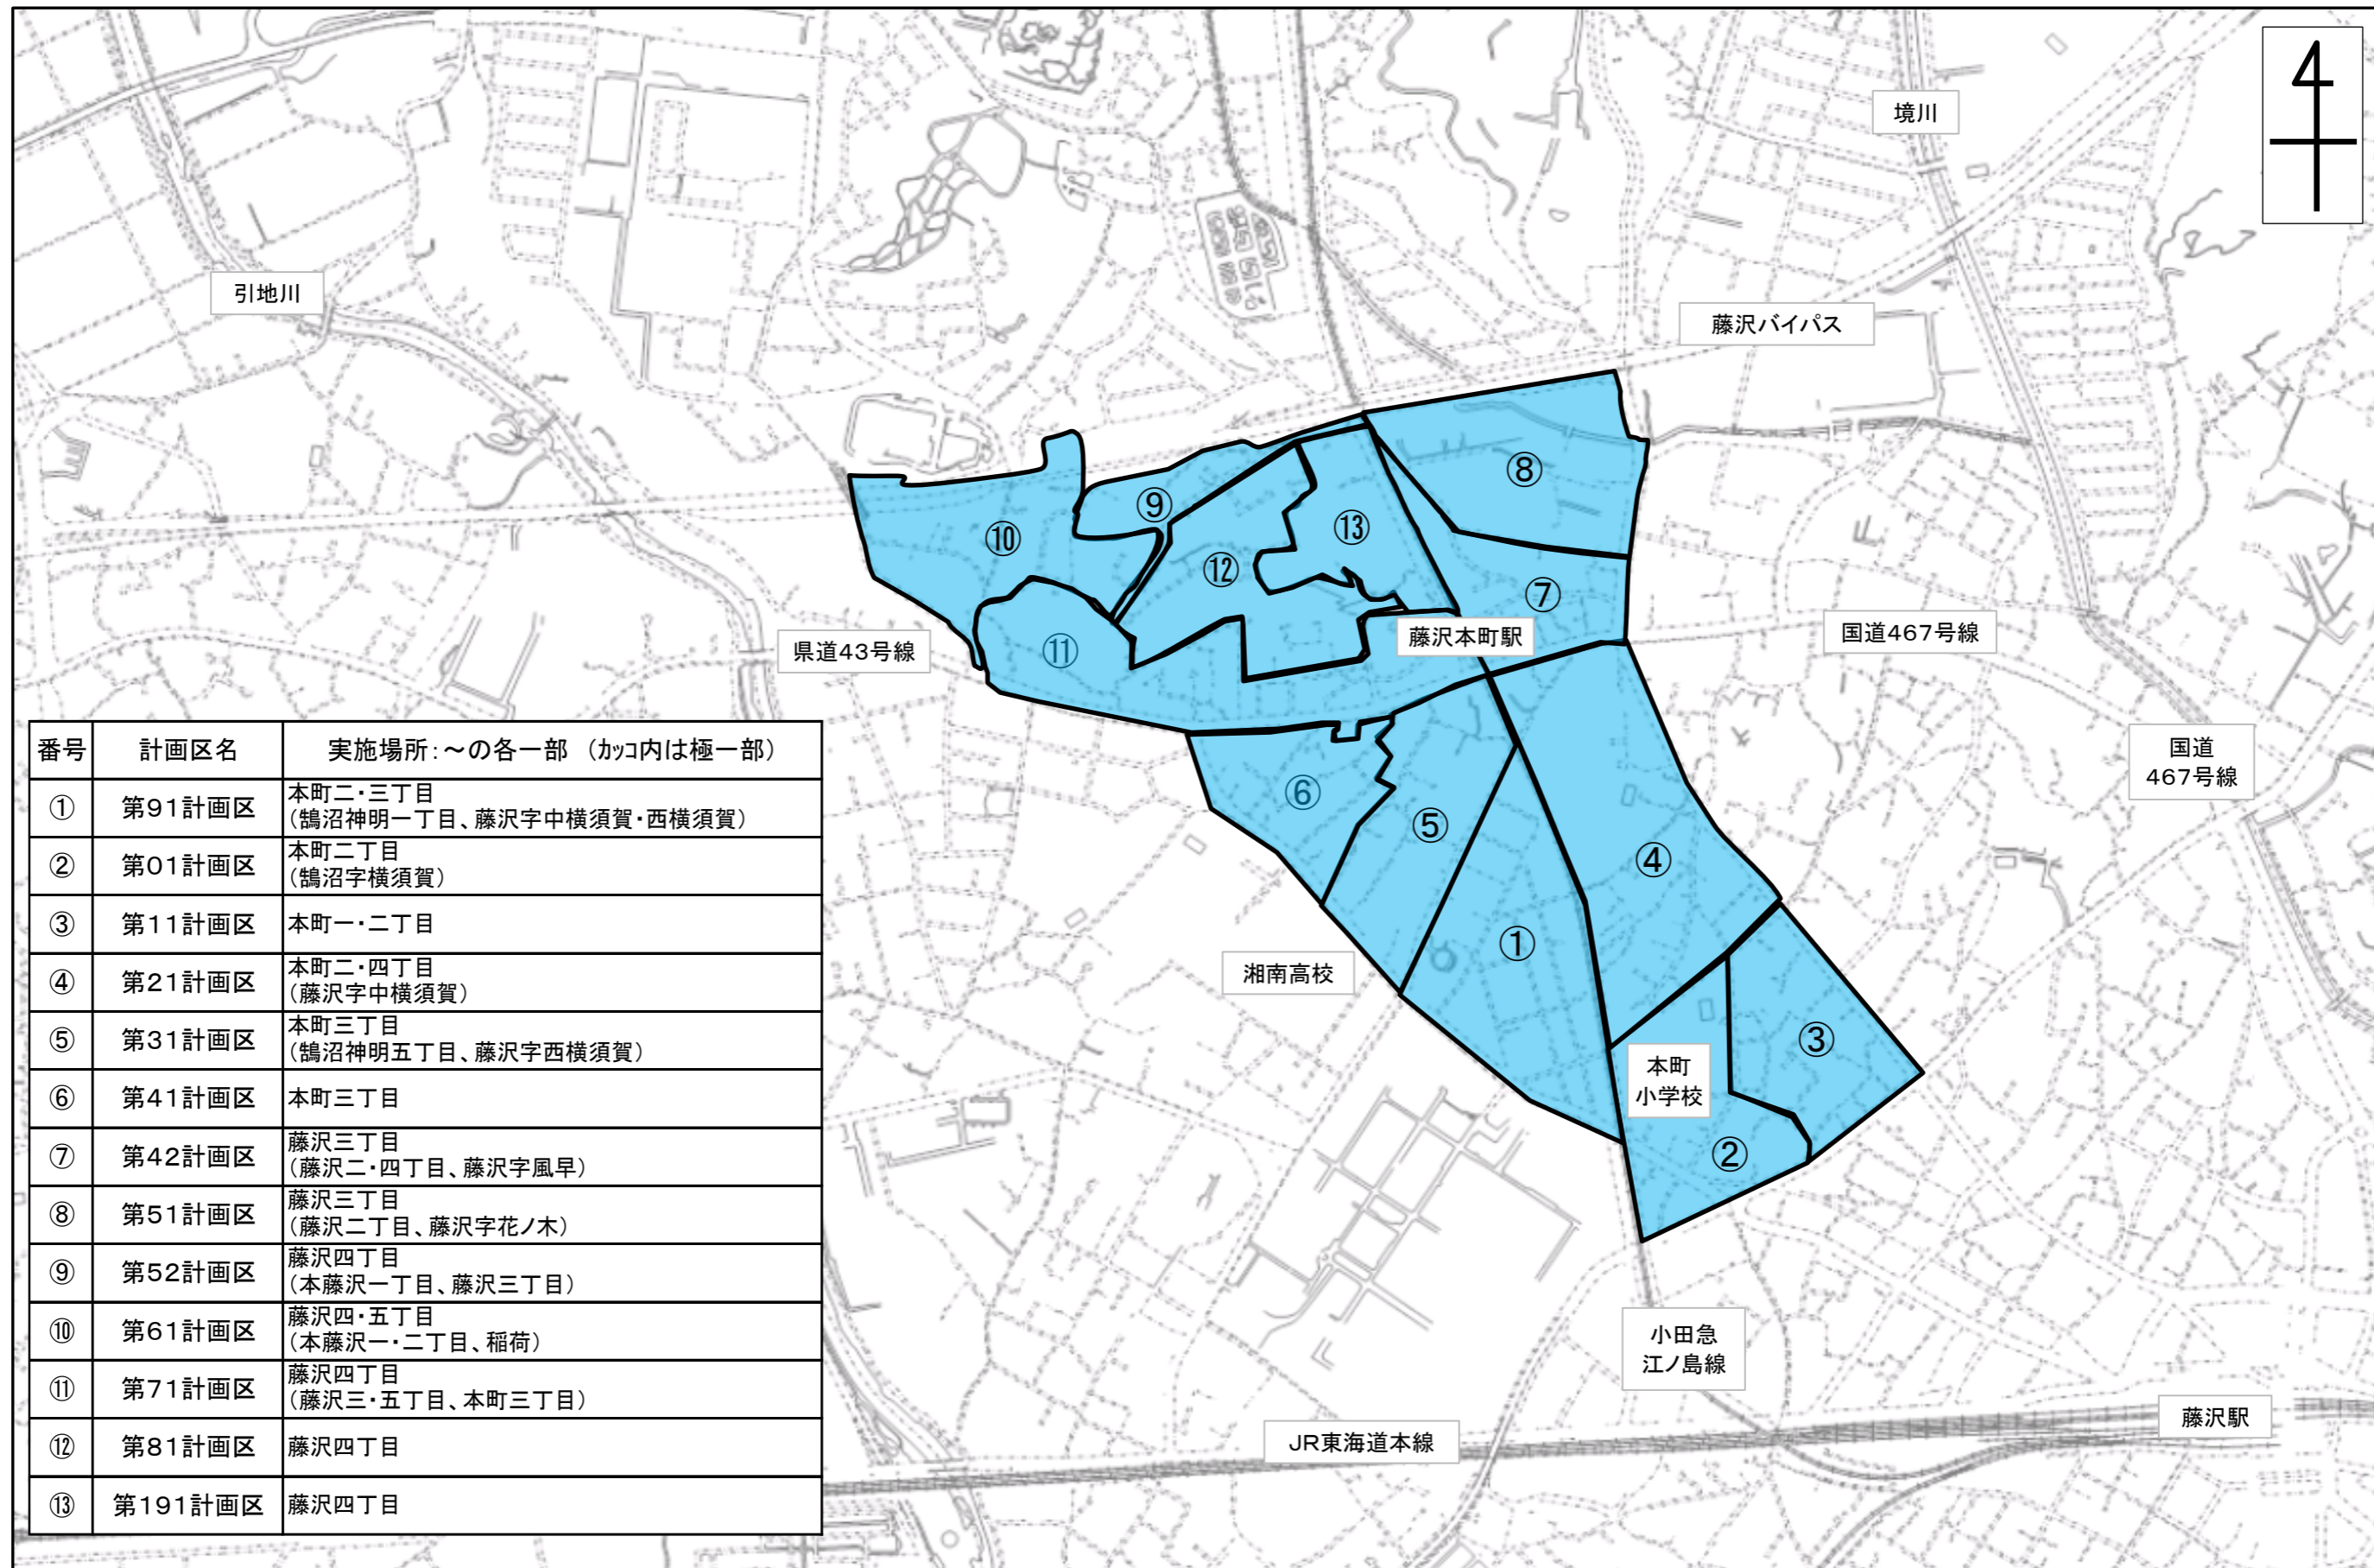 境川
引地川
藤沢バイパス
⑧
⑨
⑬
⑩
⑫
⑦
藤沢本町駅
国道467号線
県道43号線
⑪
国道
467号線
⑥
⑤
④
①
湘南高校
③
本町
小学校
②
小田急
江ノ島線
藤沢駅
JR東海道本線
番号 計画区名 実施場所:～の各一部 (ｶｯｺ内は極一部)
① 第91計画区 本町二・三丁目
(鵠沼神明一丁目、藤沢字中横須賀・西横須賀)
② 第01計画区 本町二丁目
(鵠沼字横須賀)
③ 第11計画区 本町一・二丁目
④ 第21計画区 本町二・四丁目
(藤沢字中横須賀)
⑤ 第31計画区 本町三丁目
(鵠沼神明五丁目、藤沢字西横須賀)
⑥ 第41計画区 本町三丁目
⑦ 第42計画区 藤沢三丁目
(藤沢二・四丁目、藤沢字風早)
⑧ 第51計画区 藤沢三丁目
(藤沢二丁目、藤沢字花ノ木)
⑨ 第52計画区 藤沢四丁目
(本藤沢一丁目、藤沢三丁目)
⑩ 第61計画区 藤沢四・五丁目
(本藤沢一・二丁目、稲荷)
⑪ 第71計画区 藤沢四丁目
(藤沢三・五丁目、本町三丁目)
⑫ 第81計画区 藤沢四丁目
⑬ 第191計画区 藤沢四丁目